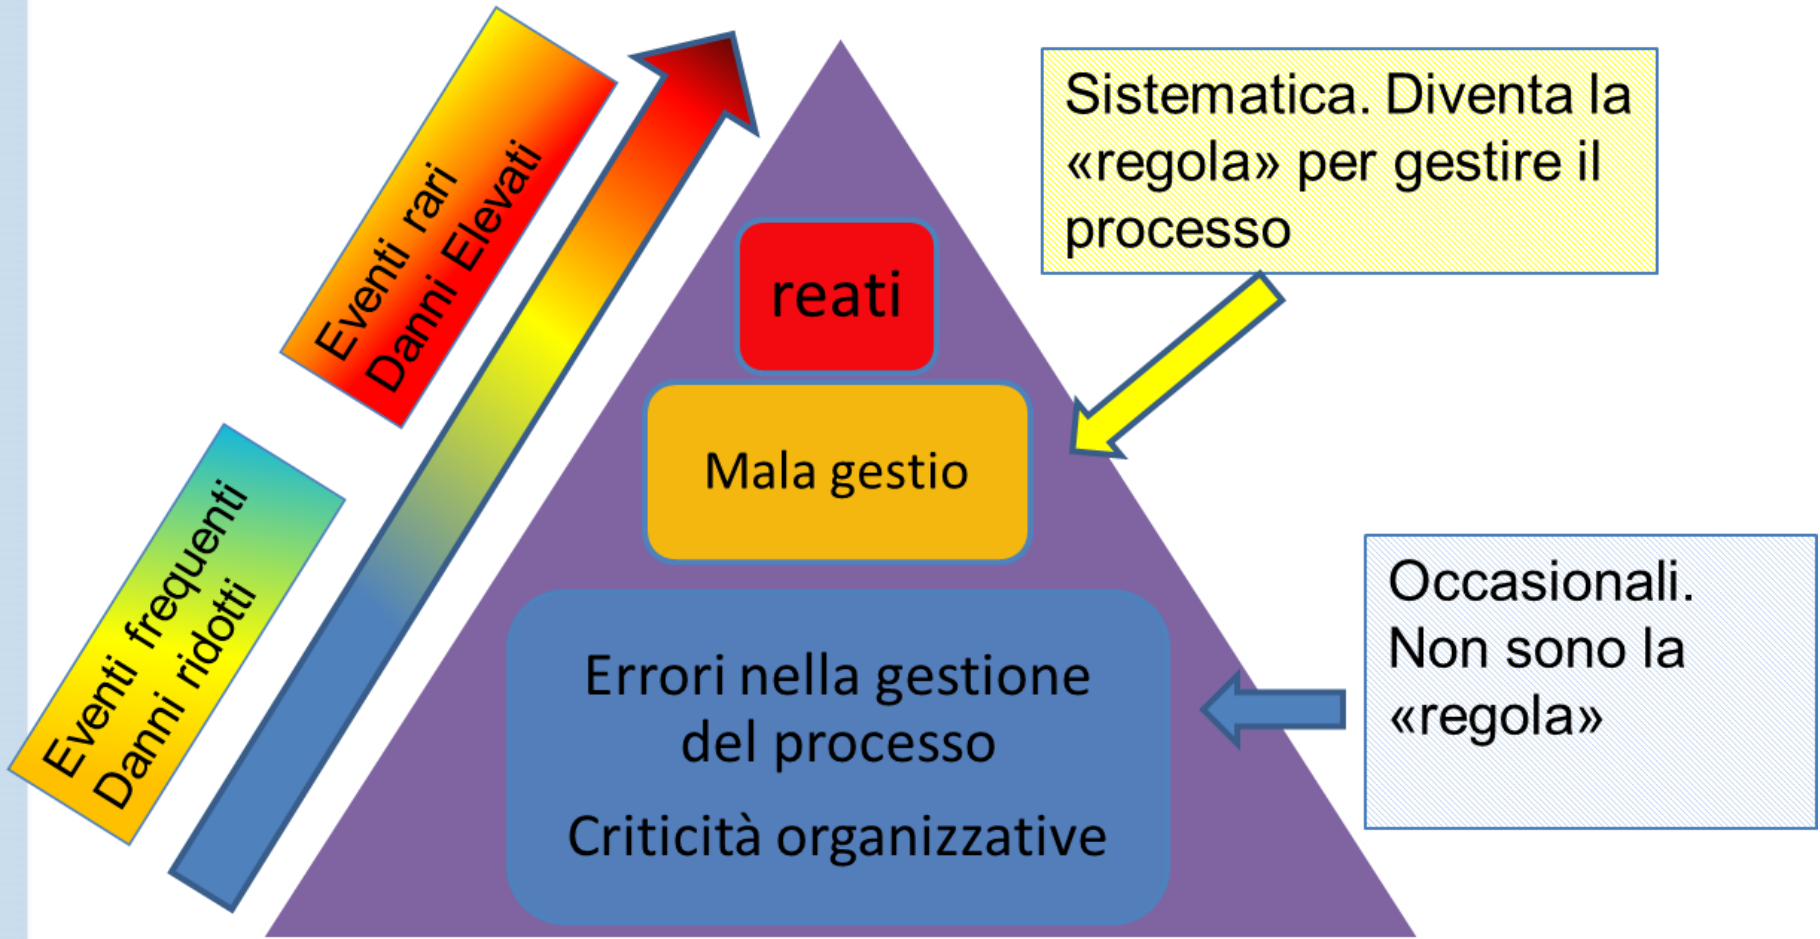 Eventi rari
Danni Elevati
Eventi frequenti
Danni ridotti
reati
Mala gestio
Errori nella gestione
del processo
Criticità organizzative
Sistematica. Diventa la
«regola» per gestire il
processo
Occasionali.
Non sono la
«regola»